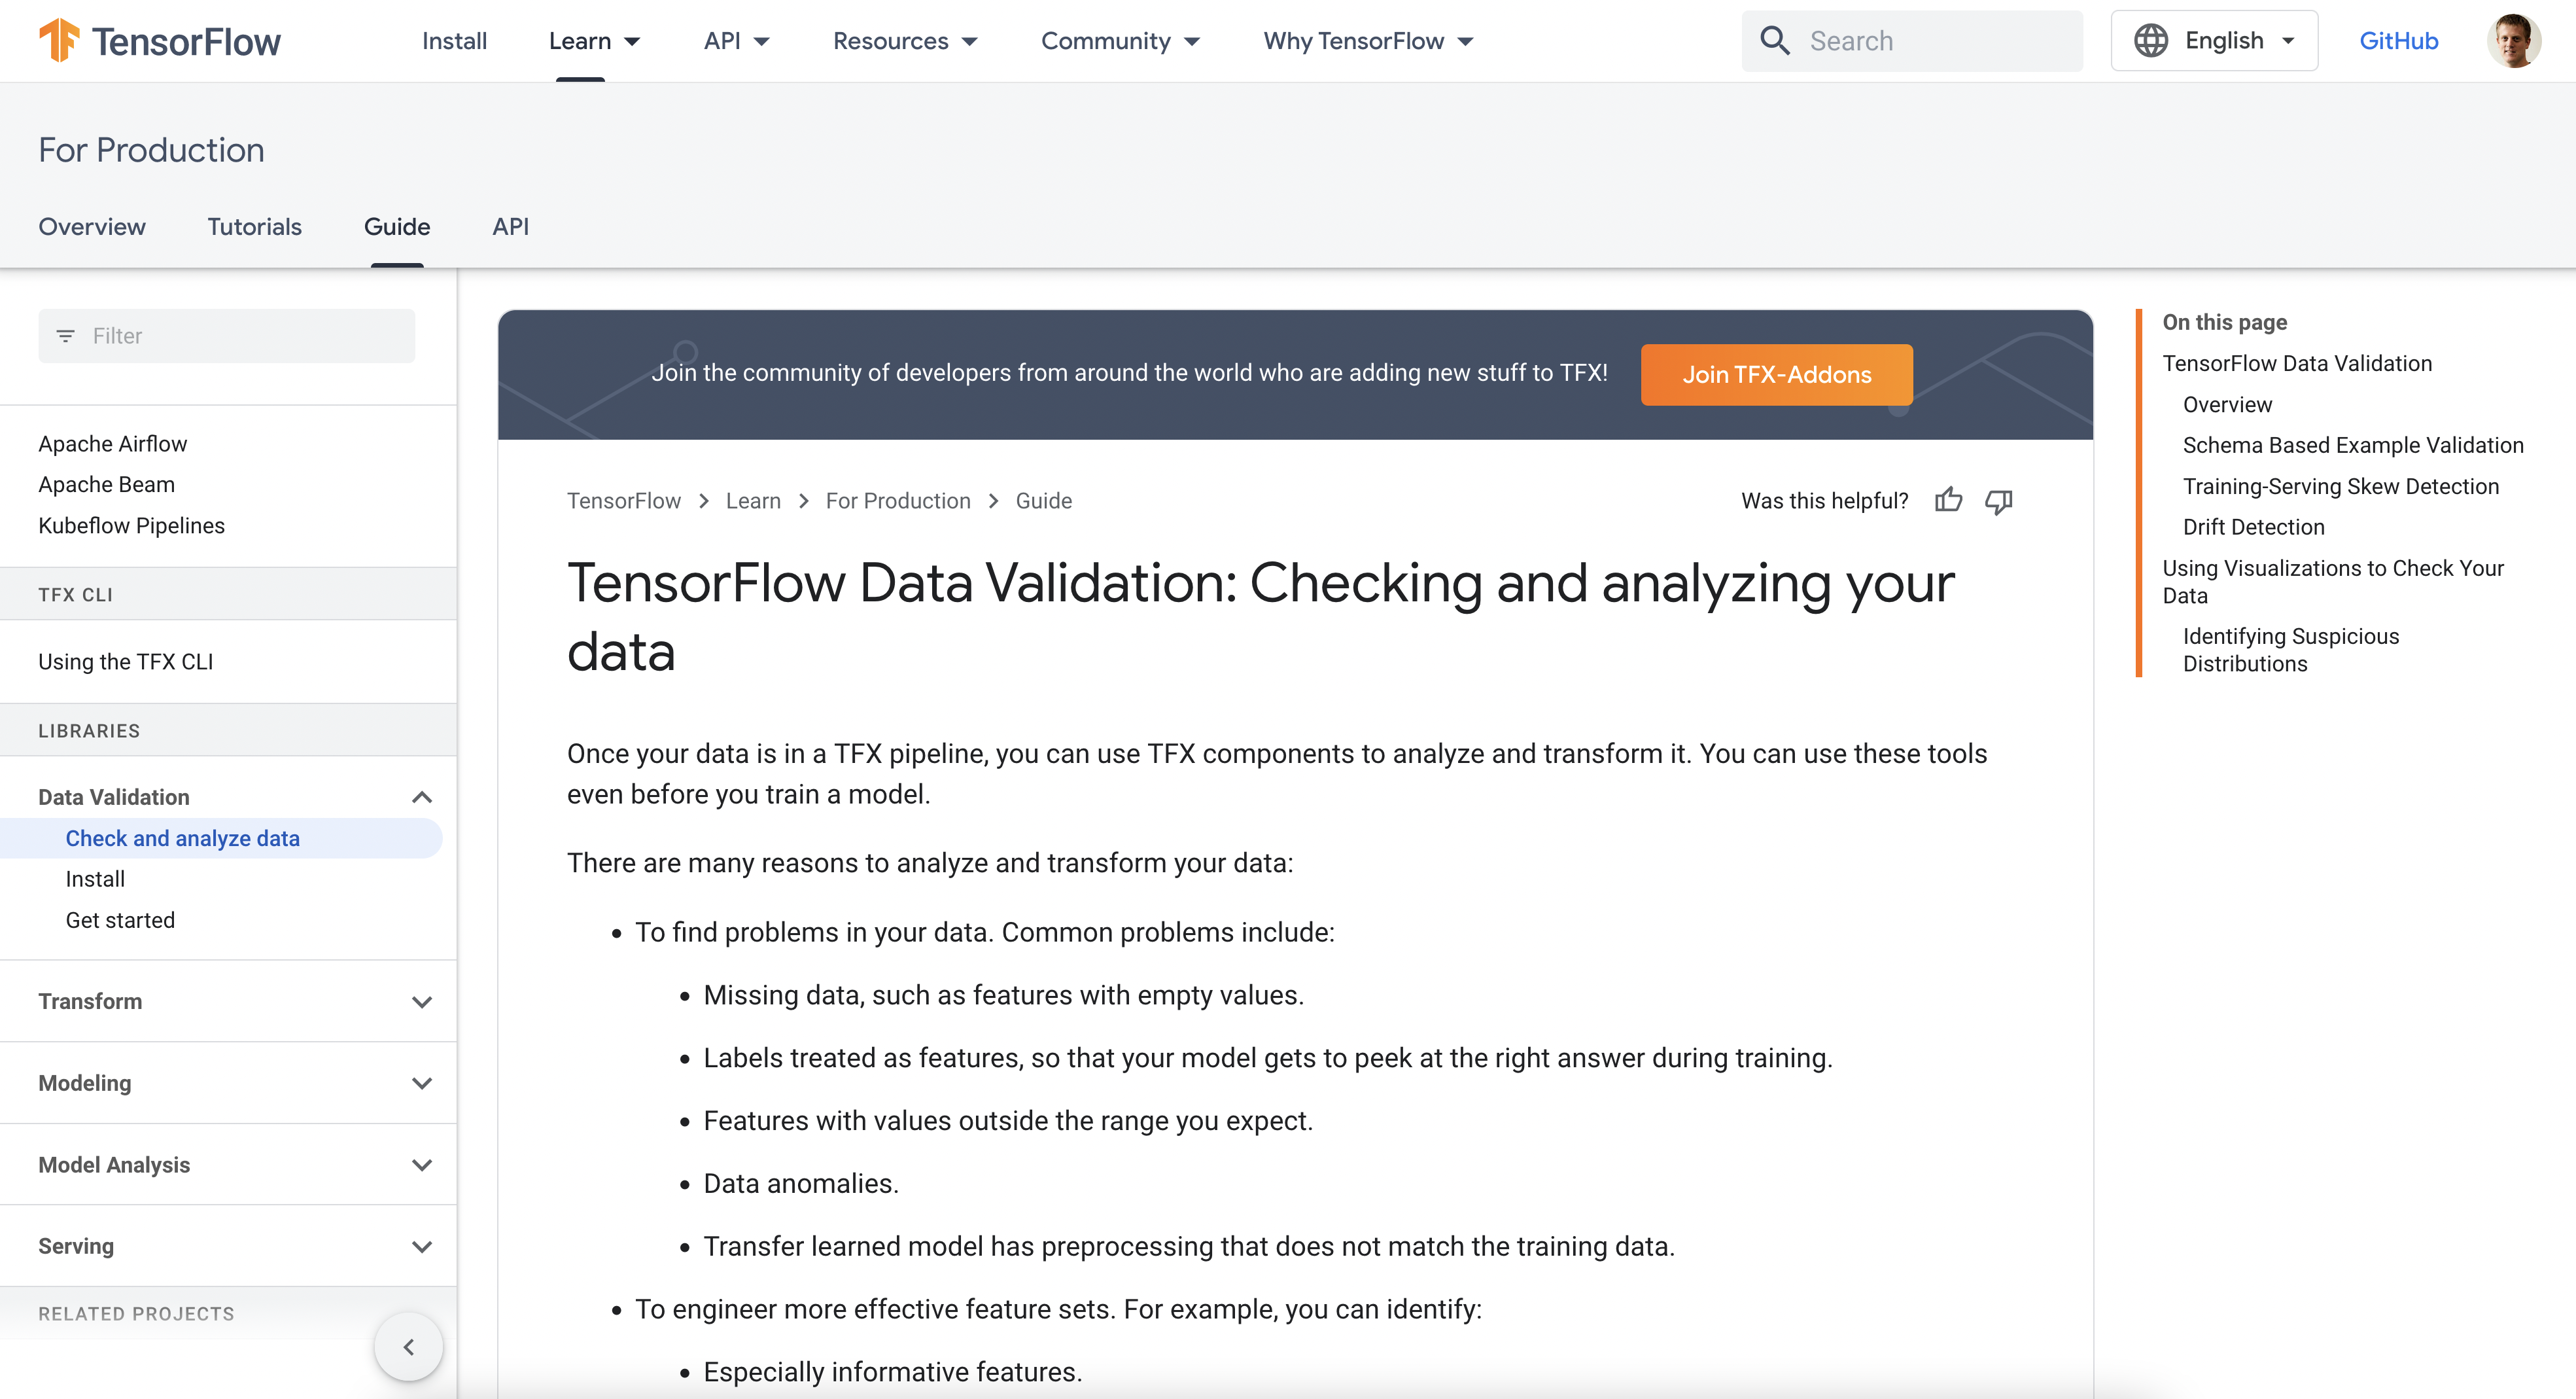 TensorFlow
Install
Learn
API
Resources
Community
Why TensorFlow
Search
English
GitHub
For Production
Overview
Tutorials
Guide
API
Filter
Apache Airflow
Apache Beam
Kubeflow Pipelines
TFX CLI
Using the TFX CLI
LIBRARIES
Data Validation
Check and analyze data
Install
Get started
Transform
Modeling
Model Analysis
Serving
RELATED PROJECTS
Join the community of developers from around the world who are adding new stuff to TFX!
Join TFX-Addons
TensorFlow > Learn > For Production > Guide
Was this helpful?
TensorFlow Data Validation: Checking and analyzing your
data
Once your data is in a TFX pipeline, you can use TFX components to analyze and transform it. You can use these tools
even before you train a model.
There are many reasons to analyze and transform your data:
• To find problems in your data. Common problems include:
• Missing data, such as features with empty values.
• Labels treated as features, so that your model gets to peek at the right answer during training.
• Features with values outside the range you expect.
• Data anomalies.
• Transfer learned model has preprocessing that does not match the training data.
• To engineer more effective feature sets. For example, you can identify:
• Especially informative features.
On this page
TensorFlow Data Validation
Overview
Schema Based Example Validation
Training-Serving Skew Detection
Drift Detection
Using Visualizations to Check Your
Data
Identifying Suspicious
Distributions